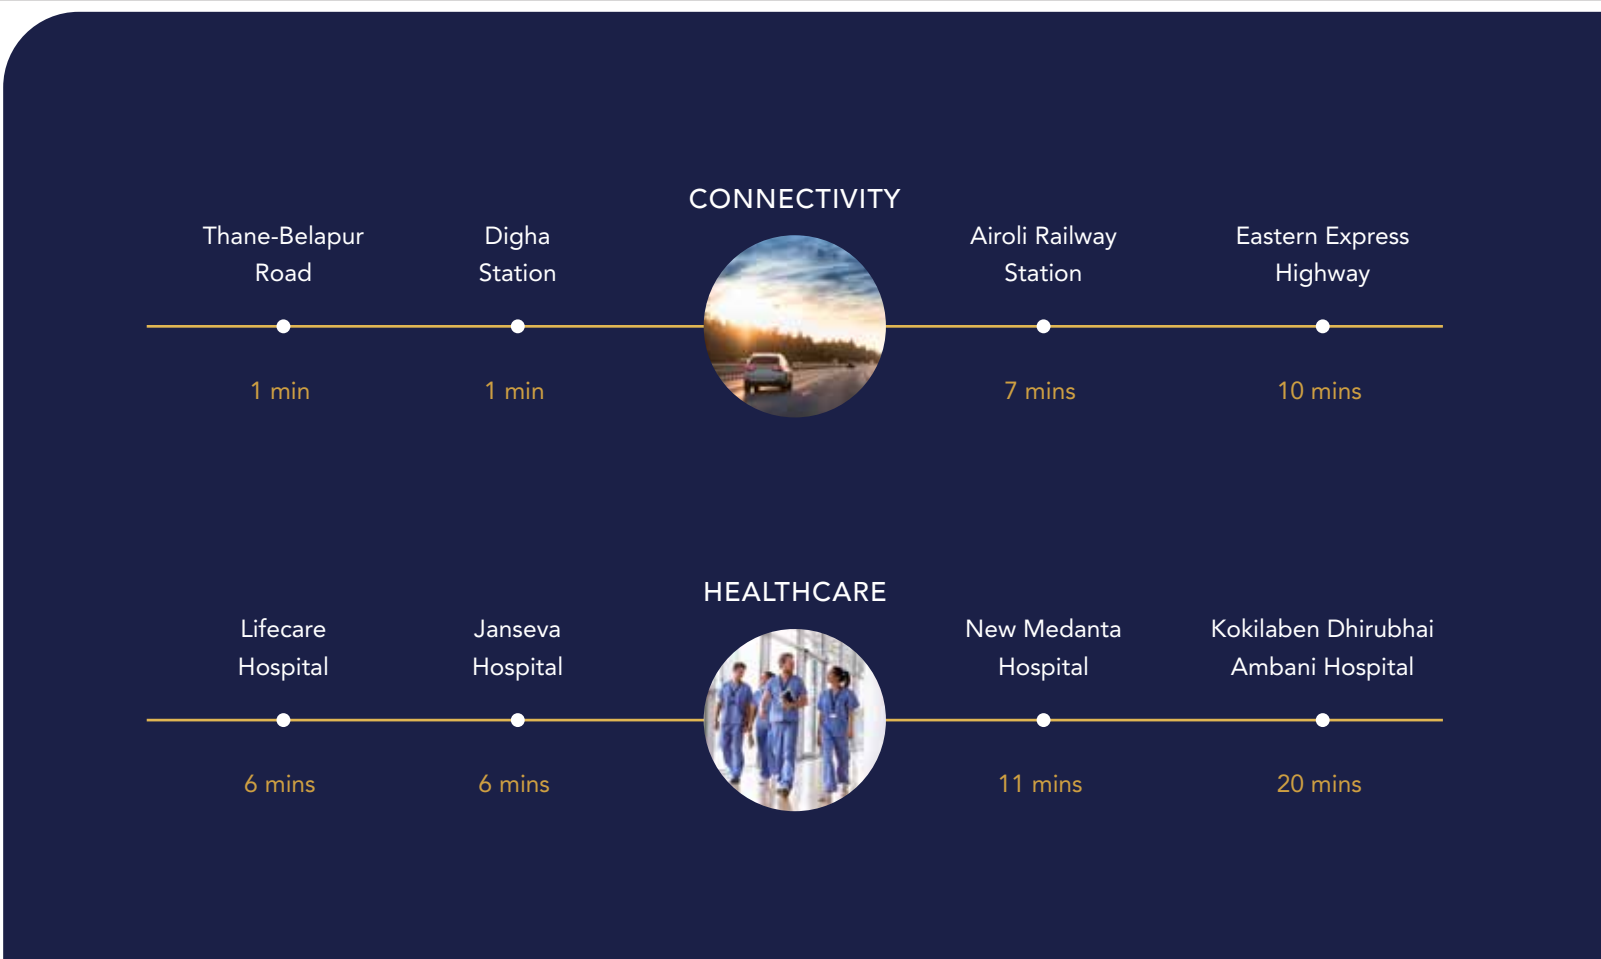 CONNECTIVITY
Thane-Belapur
Road
1 min
Digha
Station
1 min
Airoli Railway
Station
7 mins
Eastern Express
Highway
10 mins
HEALTHCARE
Lifecare
Hospital
6 mins
Janseva
Hospital
6 mins
New Medanta
Hospital
11 mins
Kokilaben Dhirubhai
Ambani Hospital
20 mins